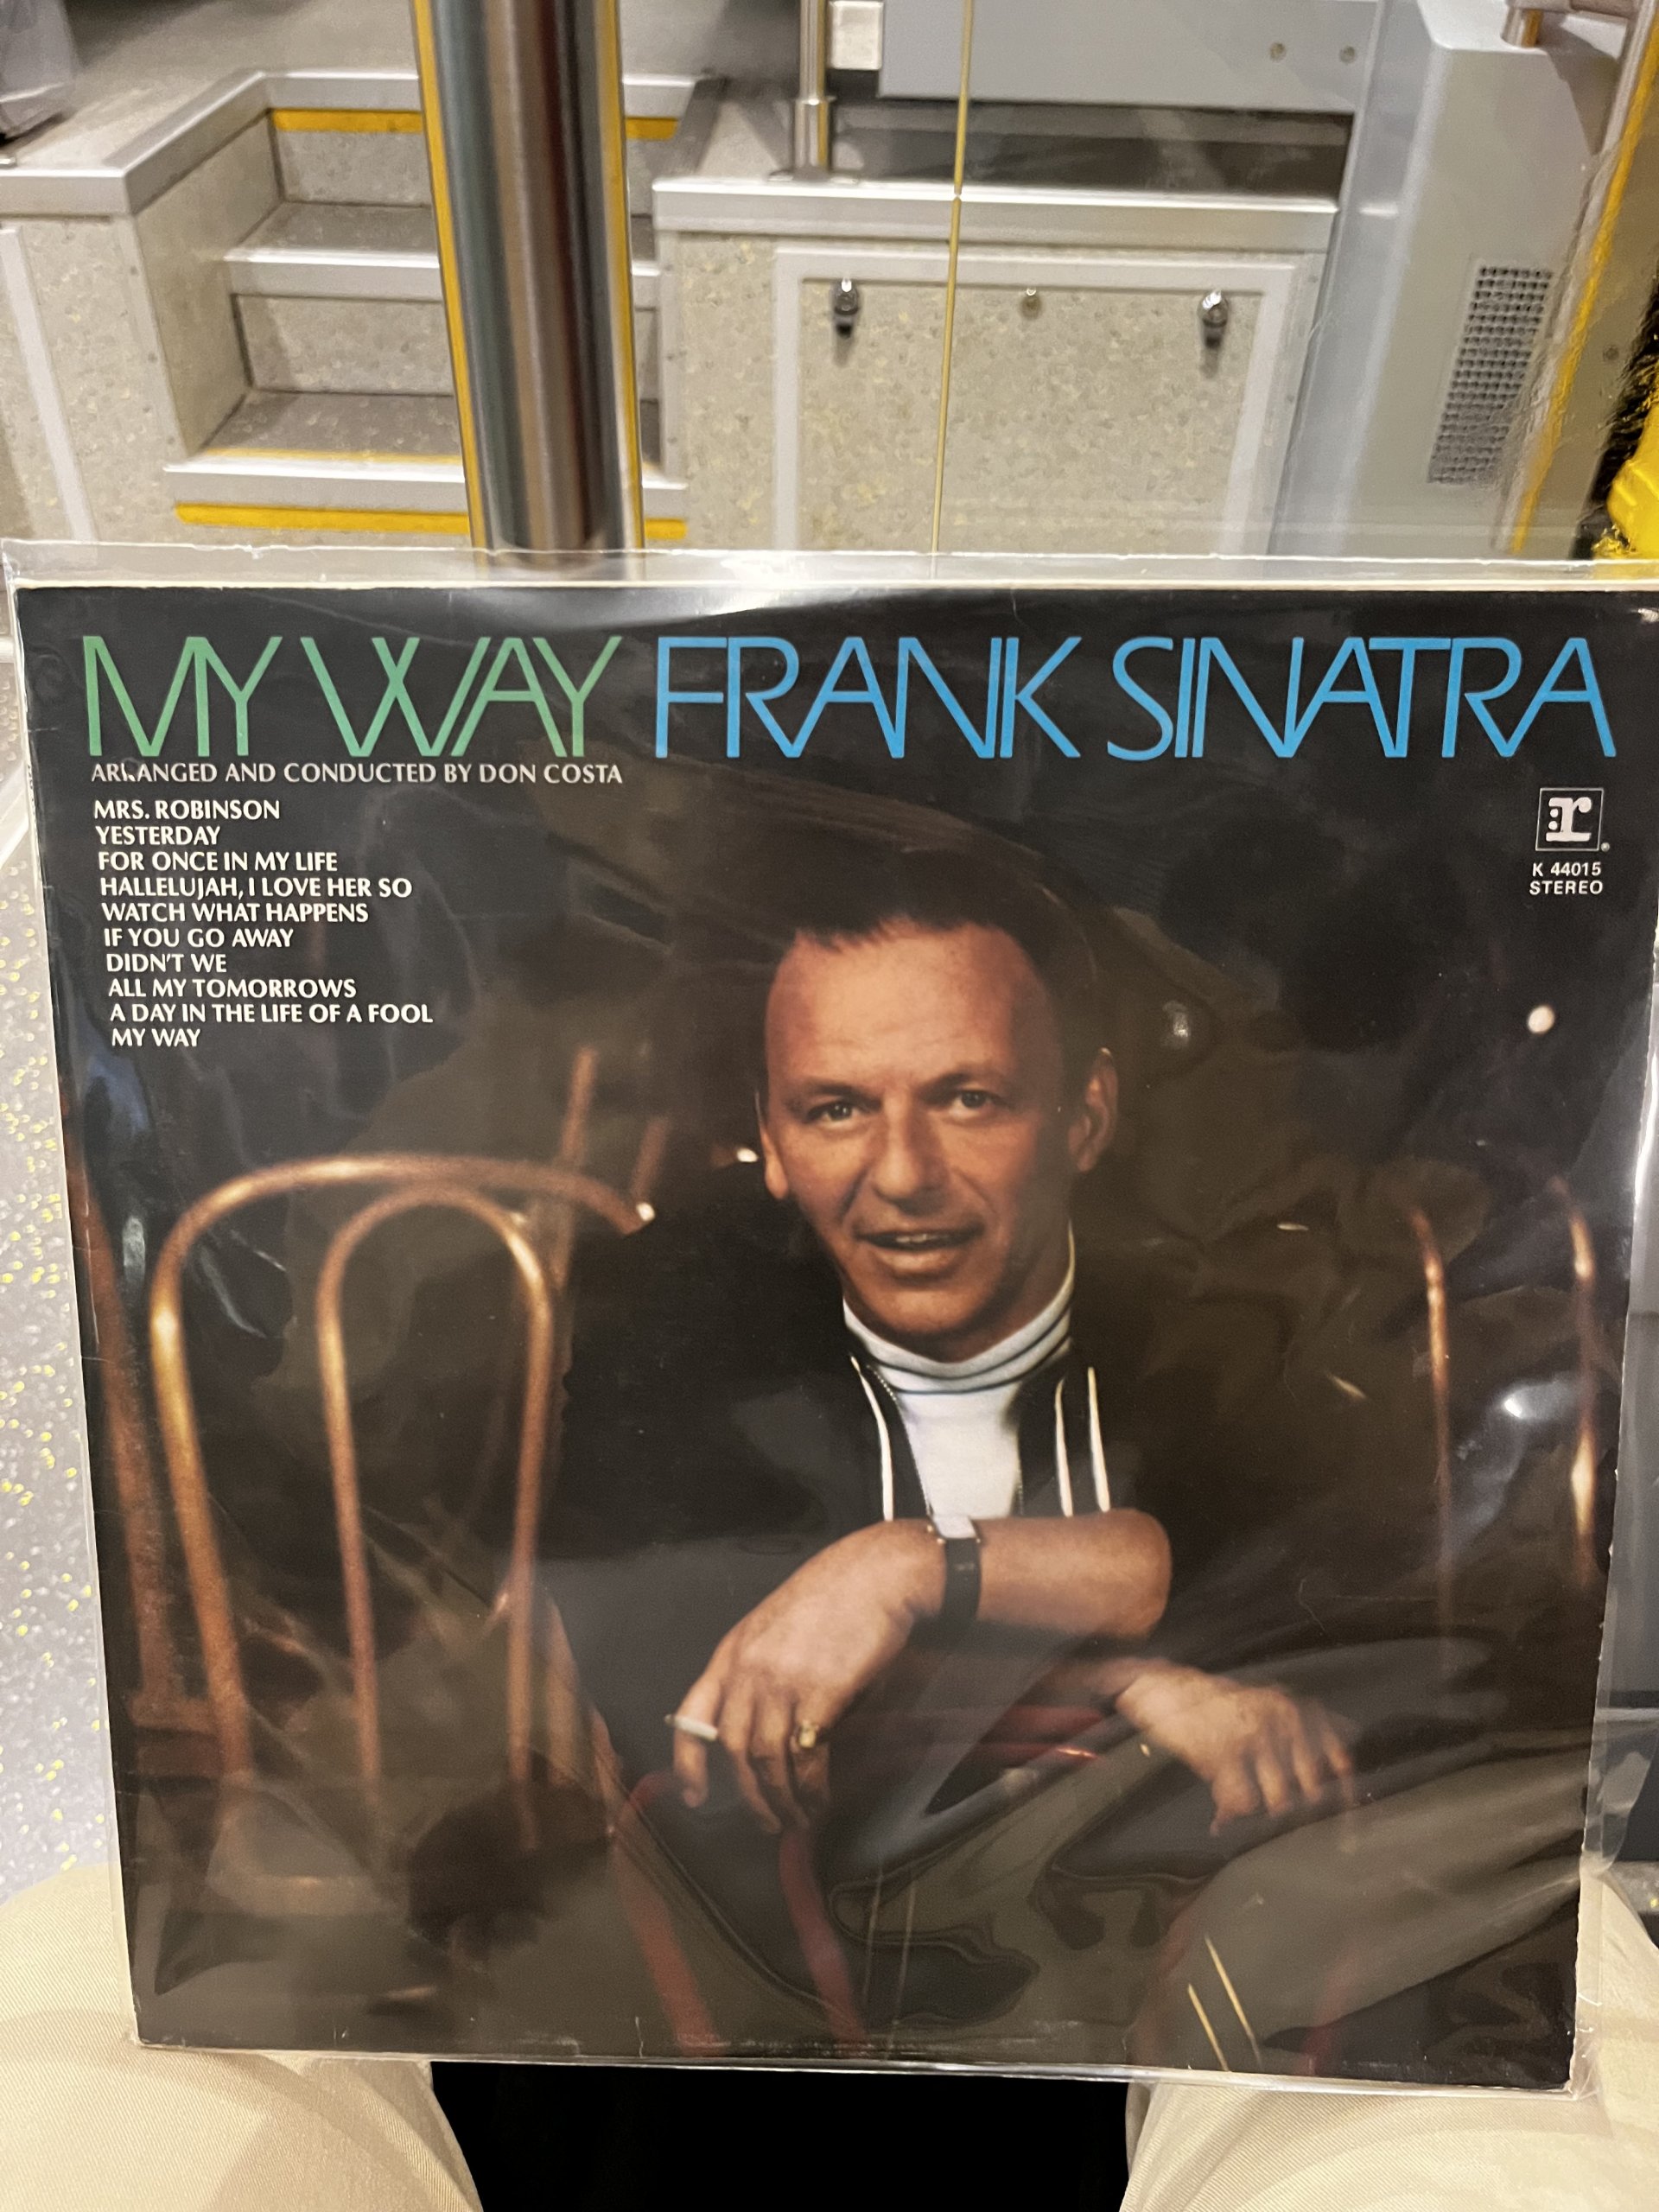 MY WAY FRANK SINATRA
ARRANGED AND CONDUCTED BY DON COSTA
MRS. ROBINSON
YESTERDAY
FOR ONCE IN MY LIFE
HALLELUJAH, I LOVE HER SO
WATCH WHAT HAPPENS
IF YOU GO AWAY
DIDN'T WE
ALL MY TOMORROWS
A DAY IN THE LIFE OF A FOOL
MY WAY
:r
®
K 44015
STEREO